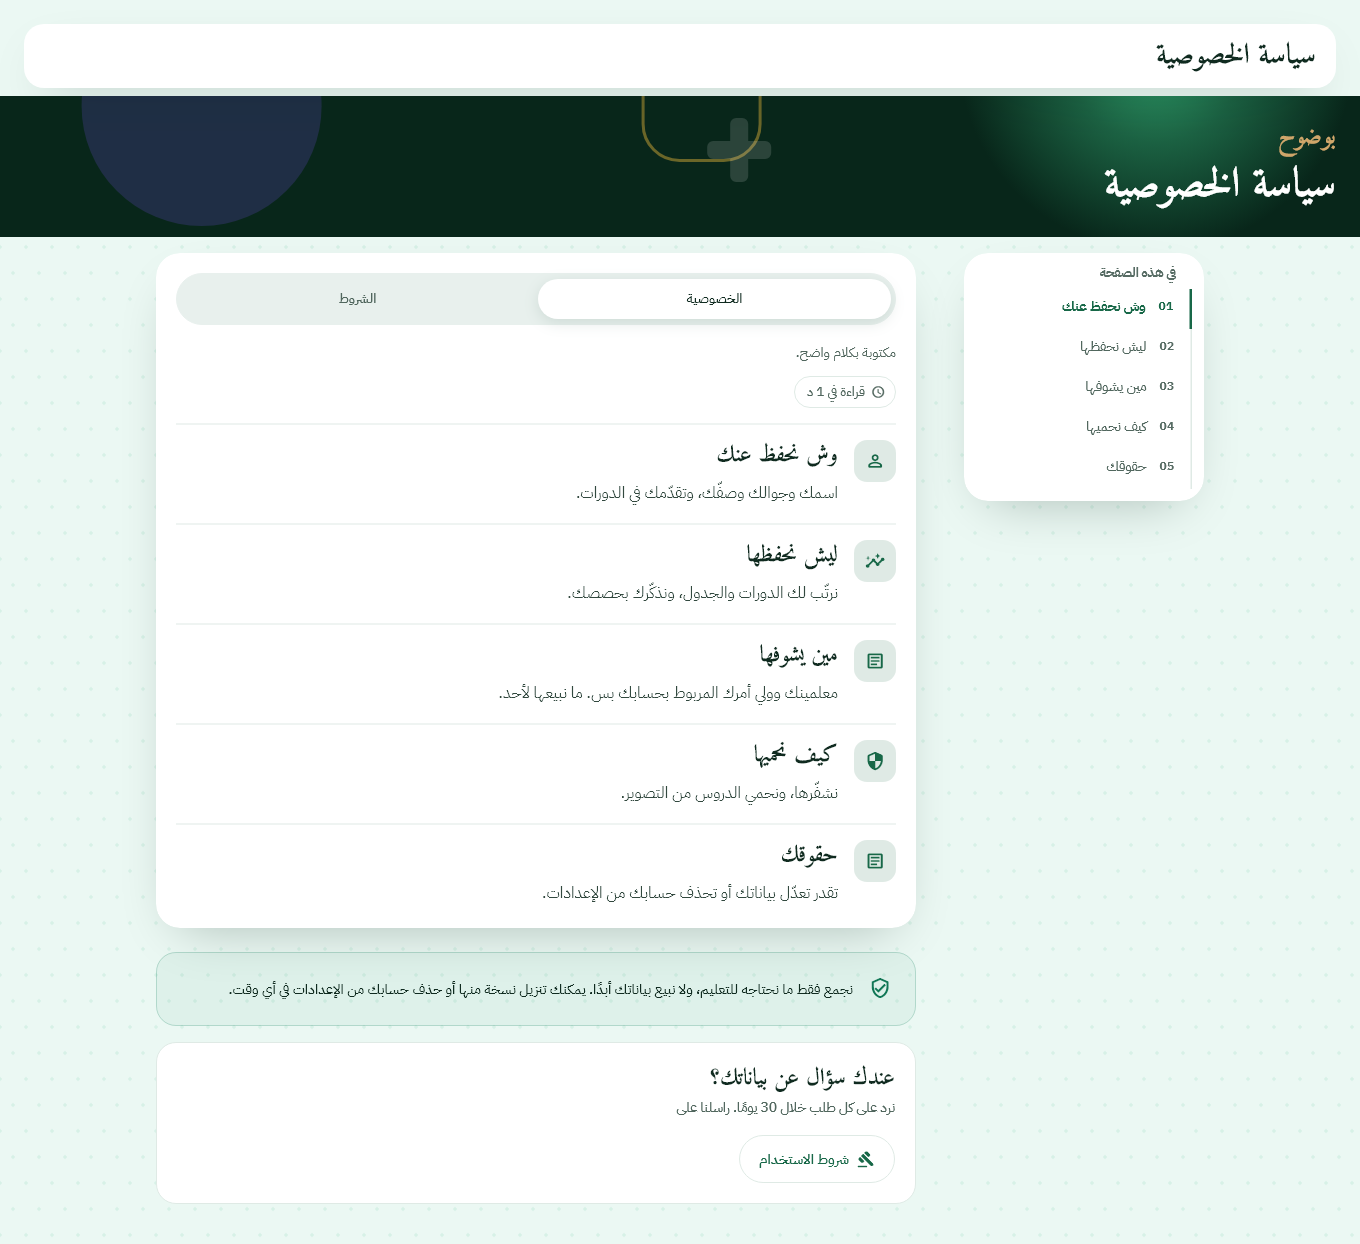 سياسة الخصوصية
بوضوح
سياسة الخصوصية
في هذه الصفحة
01 وش نحفظ عنك
02 ليش نحفظها
03 مين يشوفها
04 كيف نحميها
05 حقوقك
الخصوصية
الشروط
مكتوبة بكلام واضح.
قراءة في 1 د
وش نحفظ عنك
اسمك وجوالك وصفّك، وتقدّمك في الدورات.
ليش نحفظها
نرتّب لك الدورات والجدول، ونذكّرك بحصصك.
مين يشوفها
معلمينك وولي أمرك المربوط بحسابك بس. ما نبيعها لأحد.
كيف نحميها
نشفّرها، ونحمي الدروس من التصوير.
حقوقك
تقدر تعدّل بياناتك أو تحذف حسابك من الإعدادات.
نجمع فقط ما نحتاجه للتعليم، ولا نبيع بياناتك أبدًا. يمكنك تنزيل نسخة منها أو حذف حسابك من الإعدادات في أي وقت.
عندك سؤال عن بياناتك؟
نرد على كل طلب خلال 30 يومًا. راسلنا على
شروط الاستخدام